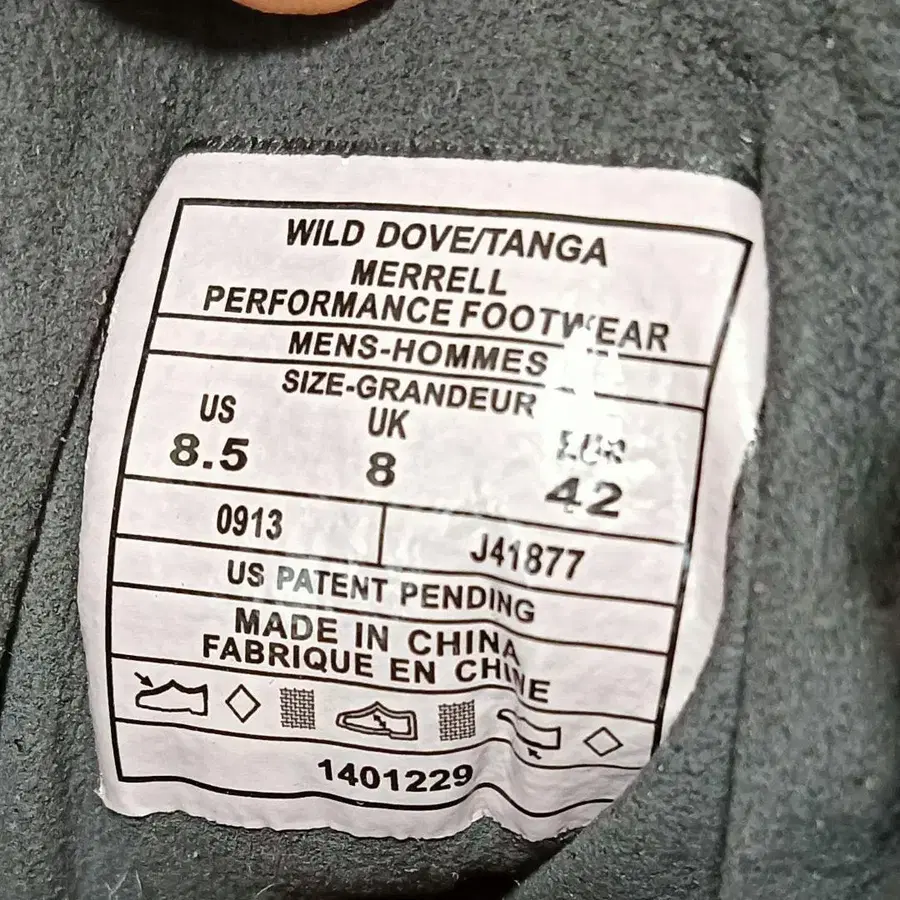 WILD DOVE/TANGA
MERRELL
PERFORMANCE FOOTWEAR
MENS-HOMMES
SIZE-GRANDEUR
US UK EUR
8.5 8 42
0913 J41877
US PATENT PENDING
MADE IN CHINA
FABRIQUE EN CHINE
1401229